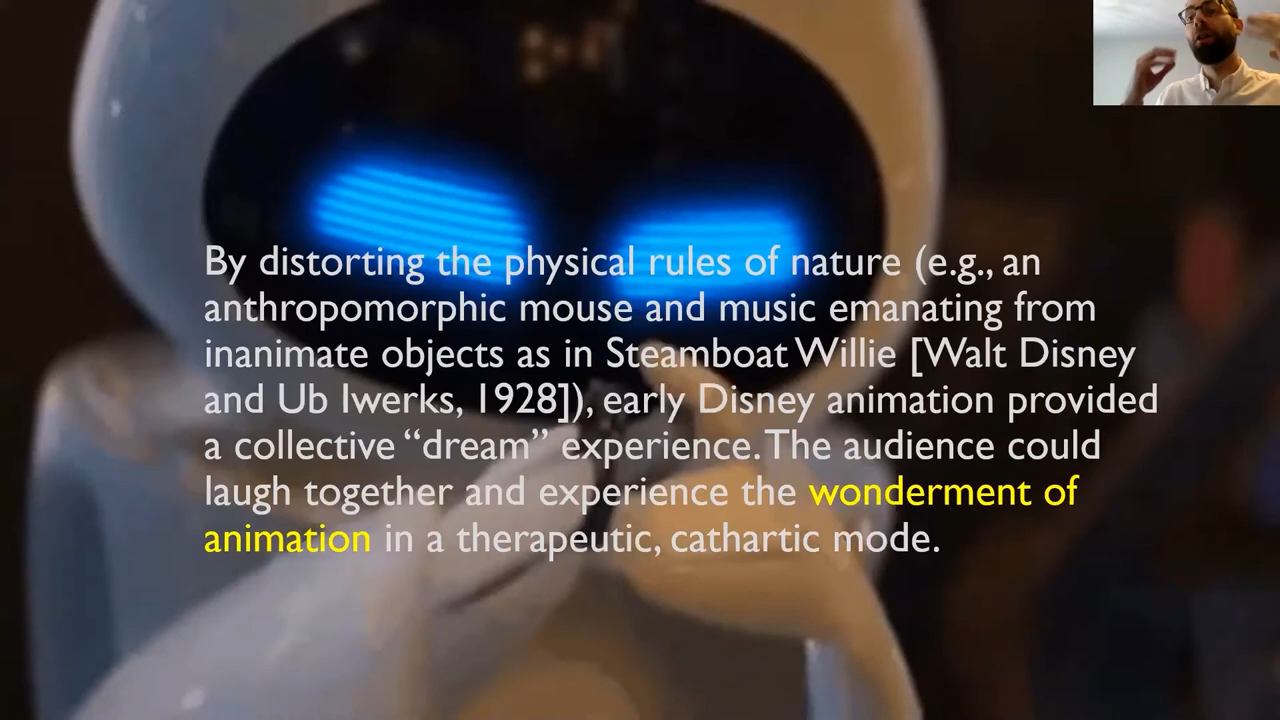 By distorting the physical rules of nature (e.g., an
anthropomorphic mouse and music emanating from
inanimate objects as in Steamboat Willie [Walt Disney
and Ub Iwerks, 1928]), early Disney animation provided
a collective “dream” experience. The audience could
laugh together and experience the wonderment of
animation in a therapeutic, cathartic mode.